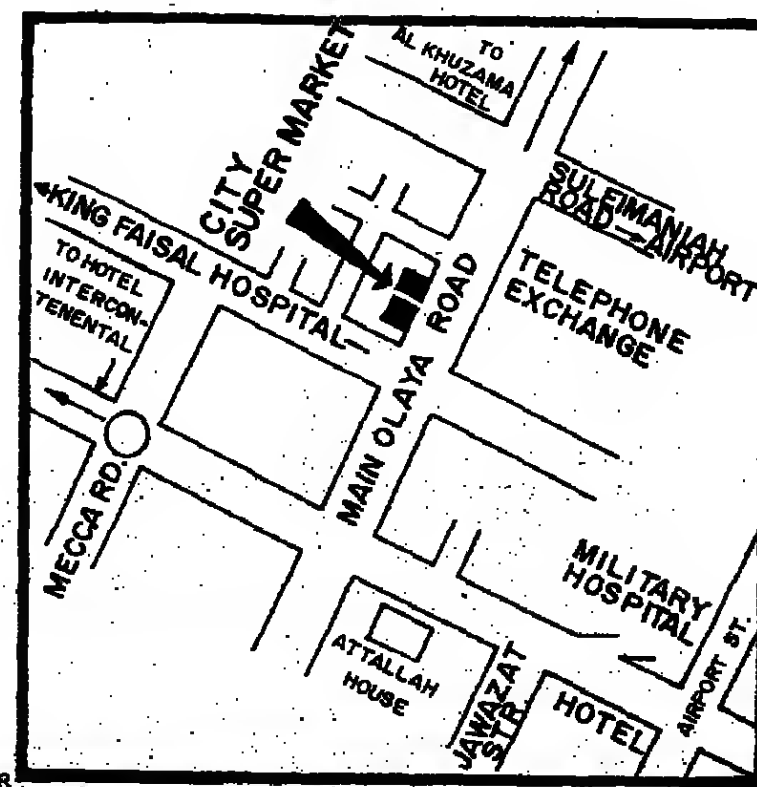 TO
AL KHUZAMA
HOTEL
CITY
SUPER MARKET
SULEIMANIAH
ROAD → AIRPORT
KING FAISAL HOSPITAL
TO HOTEL
INTERCON-
TENENTAL
TELEPHONE
EXCHANGE
MAIN OLAYA ROAD
MECCA RD.
MILITARY
HOSPITAL
ATTALLAH
HOUSE
JAWAZAT
STR.
HOTEL
AIRPORT ST.
R